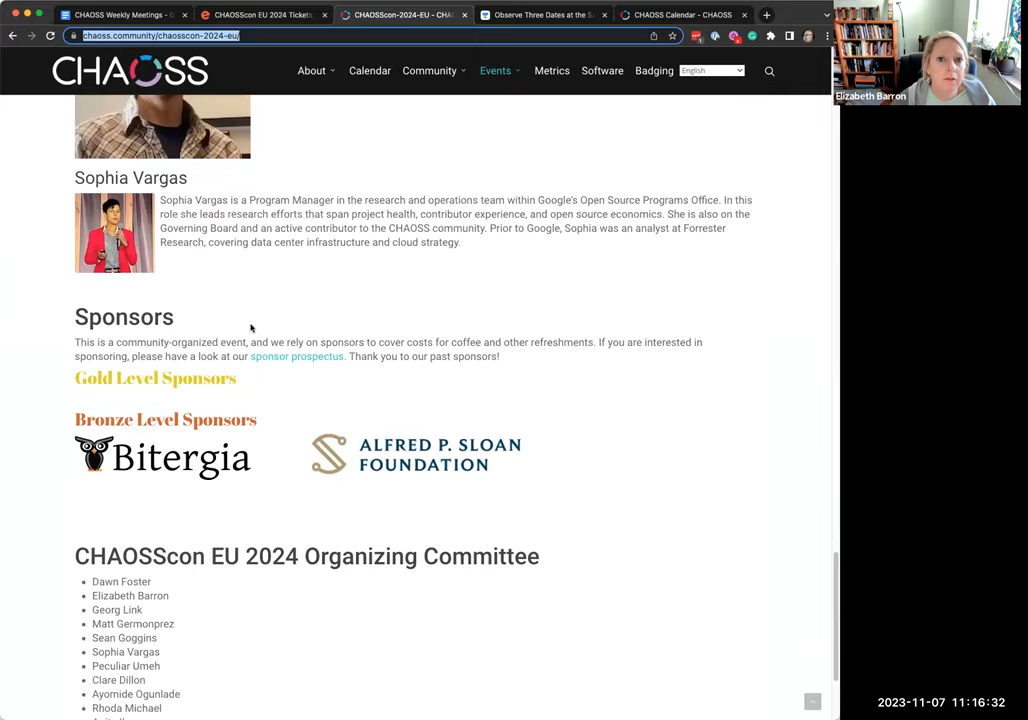 CHAOSS Weekly Meetings - D
CHAOSScon EU 2024 Tickets
CHAOSScon-2024-EU - CHA
Observe Three Dates at the Sa
CHAOSS Calendar - CHAOSS
chaoss.community/chaosscon-2024-eu/
CHAOSS
About
Calendar
Community
Events
Metrics
Software
Badging
English
Elizabeth Barron
Sophia Vargas
Sophia Vargas is a Program Manager in the research and operations team within Google's Open Source Programs Office. In this
role she leads research efforts that span project health, contributor experience, and open source economics. She is also on the
Governing Board and an active contributor to the CHAOSS community. Prior to Google, Sophia was an analyst at Forrester
Research, covering data center infrastructure and cloud strategy.
Sponsors
This is a community-organized event, and we rely on sponsors to cover costs for coffee and other refreshments. If you are interested in
sponsoring, please have a look at our sponsor prospectus. Thank you to our past sponsors!
Gold Level Sponsors
Bronze Level Sponsors
Bitergia
ALFRED P. SLOAN
FOUNDATION
CHAOSScon EU 2024 Organizing Committee
Dawn Foster
Elizabeth Barron
Georg Link
Matt Germonprez
Sean Goggins
Sophia Vargas
Peculiar Umeh
Clare Dillon
Ayomide Ogunlade
Rhoda Michael
2023-11-07 11:16:32